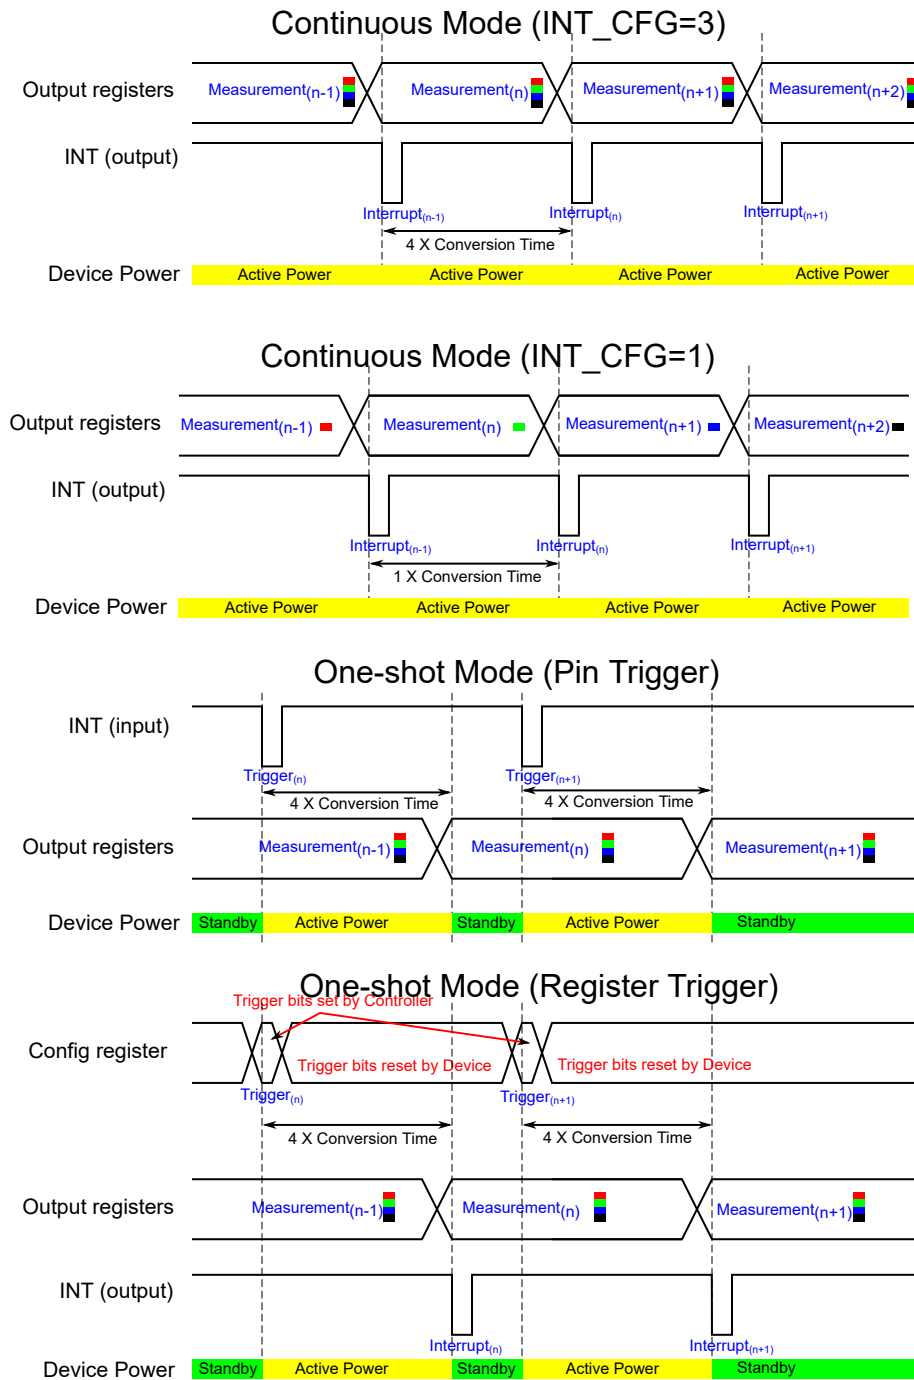 Continuous Mode (INT_CFG=3)
Output registers
Measurement(n-1)
Measurement(n)
Measurement(n+1)
Measurement(n+2)
INT (output)
Interrupt(n-1)
Interrupt(n)
Interrupt(n+1)
4 X Conversion Time
Device Power
Active Power
Active Power
Active Power
Active Power
Continuous Mode (INT_CFG=1)
Output registers
Measurement(n-1)
Measurement(n)
Measurement(n+1)
Measurement(n+2)
INT (output)
Interrupt(n-1)
Interrupt(n)
Interrupt(n+1)
1 X Conversion Time
Device Power
Active Power
Active Power
Active Power
Active Power
One-shot Mode (Pin Trigger)
INT (input)
Trigger(n)
Trigger(n+1)
4 X Conversion Time
4 X Conversion Time
Output registers
Measurement(n-1)
Measurement(n)
Measurement(n+1)
Device Power
Standby
Active Power
Standby
Active Power
Standby
One-shot Mode (Register Trigger)
Trigger bits set by Controller
Config register
Trigger bits reset by Device
Trigger bits reset by Device
Trigger(n)
Trigger(n+1)
4 X Conversion Time
4 X Conversion Time
Output registers
Measurement(n-1)
Measurement(n)
Measurement(n+1)
INT (output)
Interrupt(n)
Interrupt(n+1)
Device Power
Standby
Active Power
Standby
Active Power
Standby